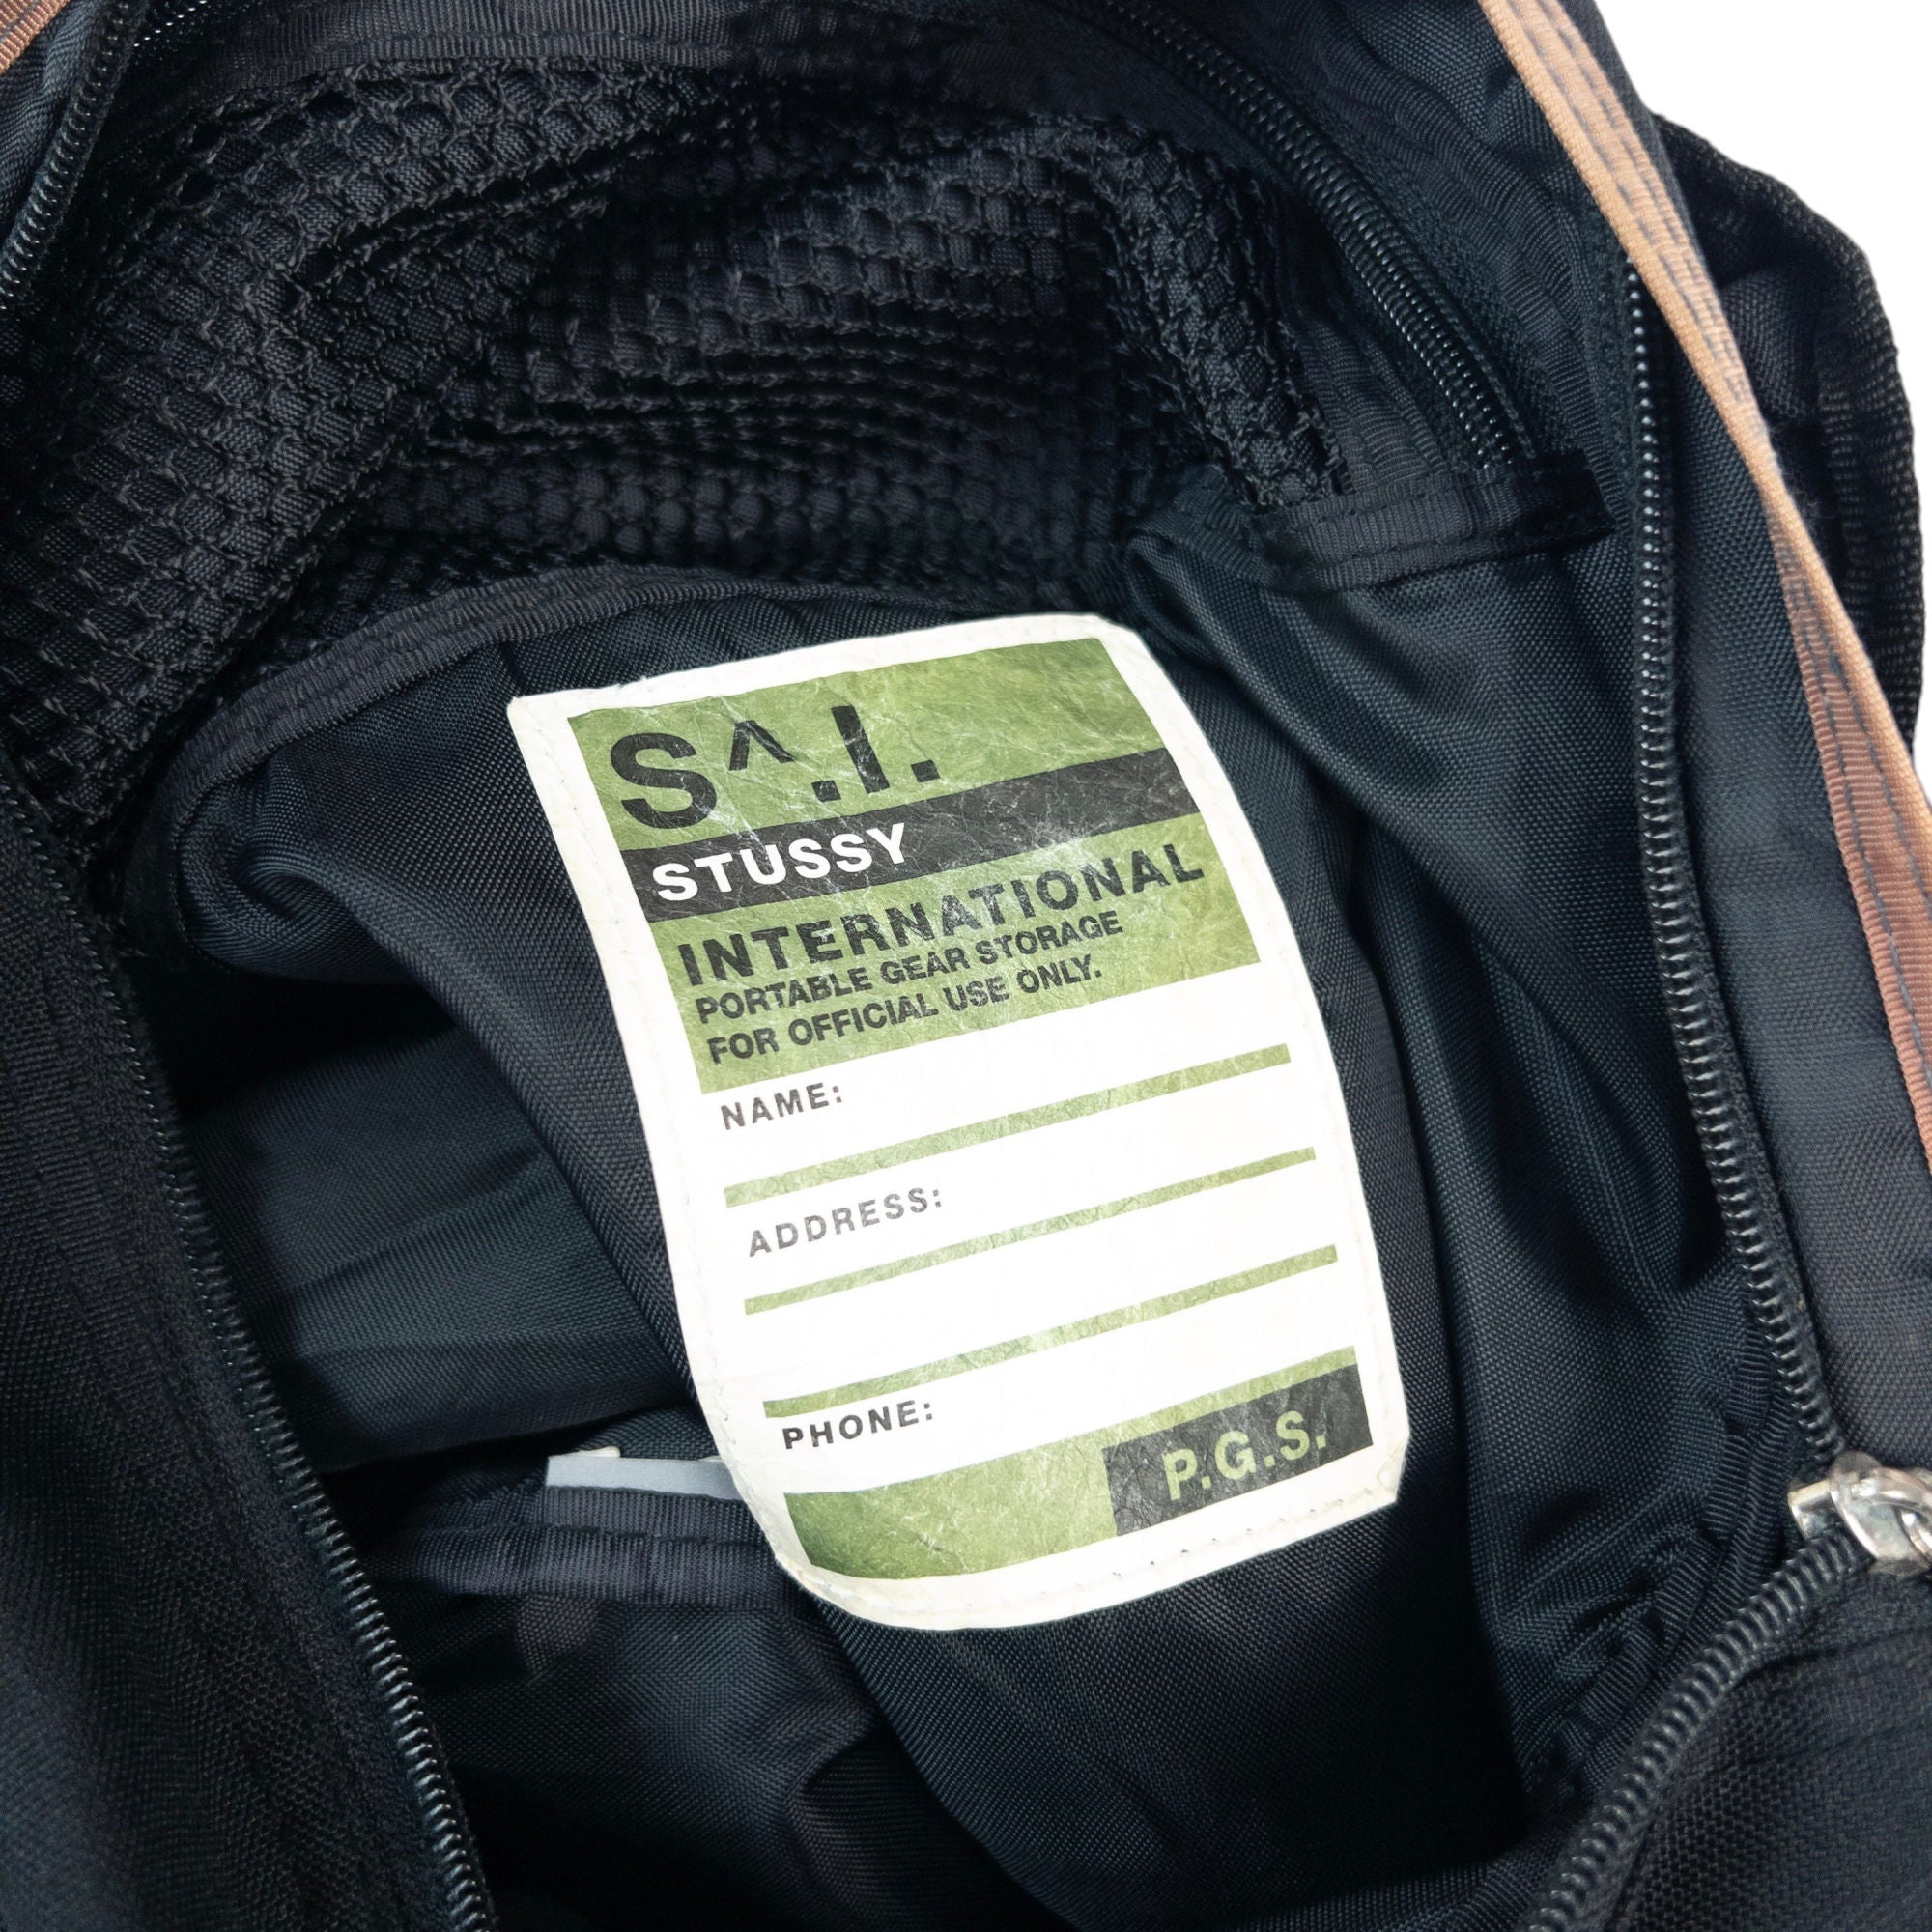 S^.I.
STUSSY
INTERNATIONAL
PORTABLE GEAR STORAGE
FOR OFFICIAL USE ONLY.
NAME:
ADDRESS:
PHONE:
P.G.S.